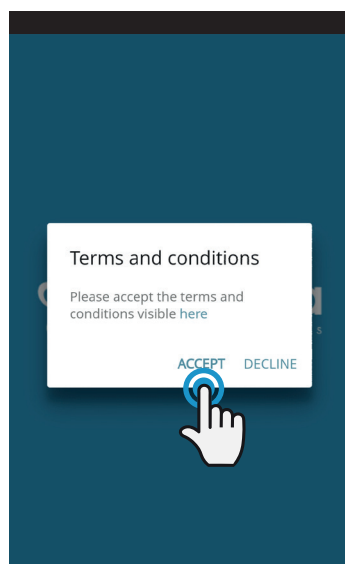 Terms and conditions
Please accept the terms and
conditions visible here
ACCEPT DECLINE